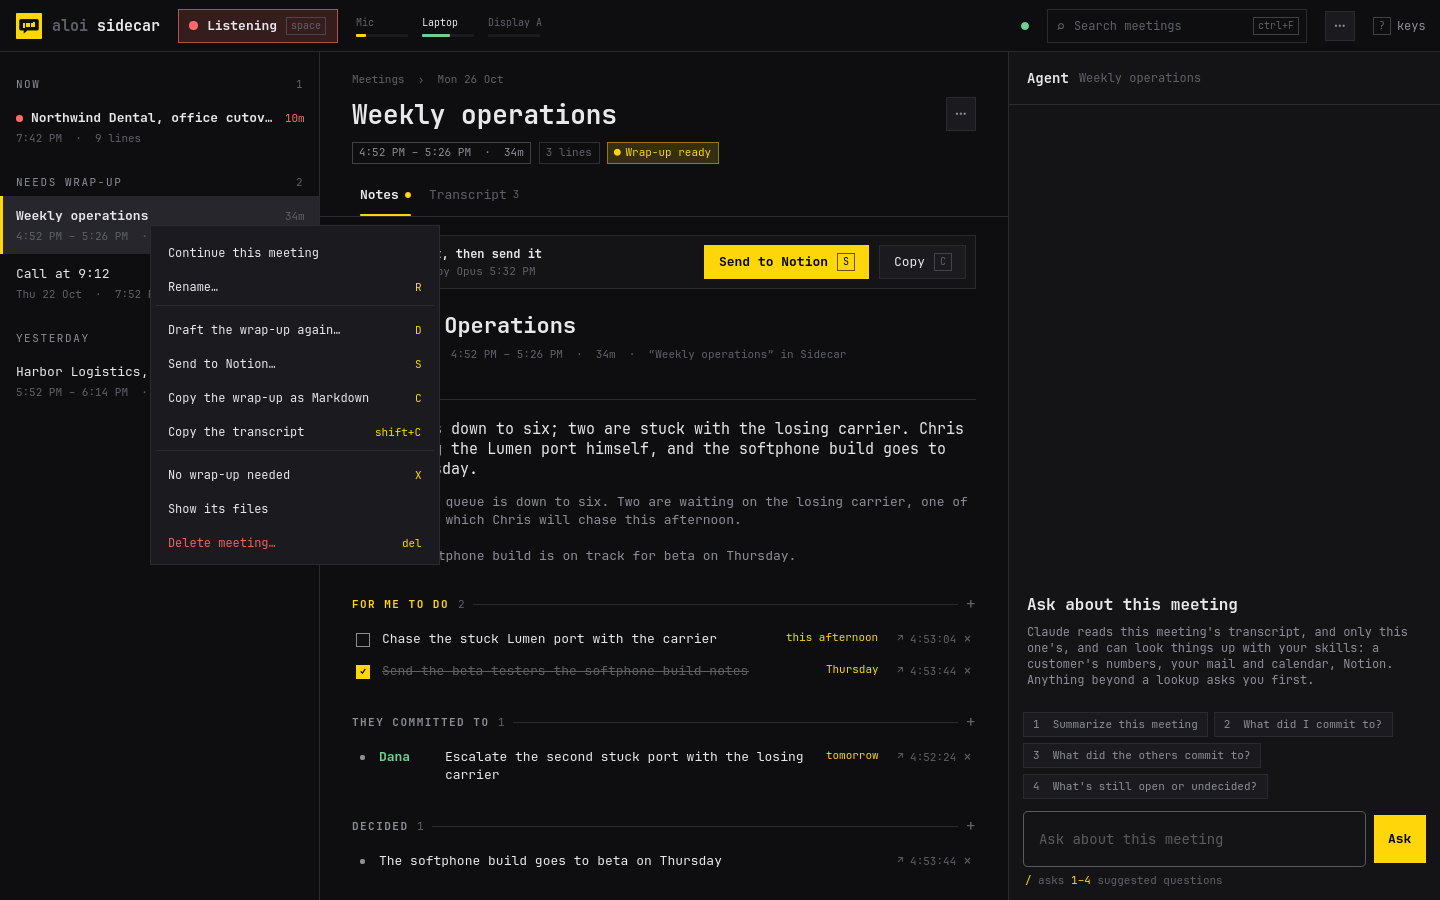 aloi sidecar
Listening space
Mic
Laptop
Display A
Search meetings ctrl+F
? keys
NOW 1
Northwind Dental, office cutov… 10m
7:42 PM · 9 lines
NEEDS WRAP-UP 2
Weekly operations 34m
4:52 PM – 5:26 PM ·
Call at 9:12
Thu 22 Oct · 7:52
YESTERDAY
Harbor Logistics,
5:52 PM – 6:14 PM ·
Continue this meeting
Rename… R
Draft the wrap-up again… D
Send to Notion… S
Copy the wrap-up as Markdown C
Copy the transcript shift+C
No wrap-up needed X
Show its files
Delete meeting… del
Meetings › Mon 26 Oct
Weekly operations
4:52 PM – 5:26 PM · 34m
3 lines
Wrap-up ready
Notes
Transcript 3
, then send it
by Opus 5:32 PM
Send to Notion S
Copy C
Operations
4:52 PM – 5:26 PM · 34m · "Weekly operations" in Sidecar
down to six; two are stuck with the losing carrier. Chris
the Lumen port himself, and the softphone build goes to
sday.
queue is down to six. Two are waiting on the losing carrier, one of
which Chris will chase this afternoon.
tphone build is on track for beta on Thursday.
FOR ME TO DO 2 +
Chase the stuck Lumen port with the carrier this afternoon ↗ 4:53:04 ×
Send the beta testers the softphone build notes Thursday ↗ 4:53:44 ×
THEY COMMITTED TO 1 +
Dana Escalate the second stuck port with the losing tomorrow ↗ 4:52:24 ×
carrier
DECIDED 1 +
The softphone build goes to beta on Thursday ↗ 4:53:44 ×
Agent Weekly operations
Ask about this meeting
Claude reads this meeting's transcript, and only this
one's, and can look things up with your skills: a
customer's numbers, your mail and calendar, Notion.
Anything beyond a lookup asks you first.
1 Summarize this meeting
2 What did I commit to?
3 What did the others commit to?
4 What's still open or undecided?
Ask about this meeting
Ask
/ asks 1–4 suggested questions